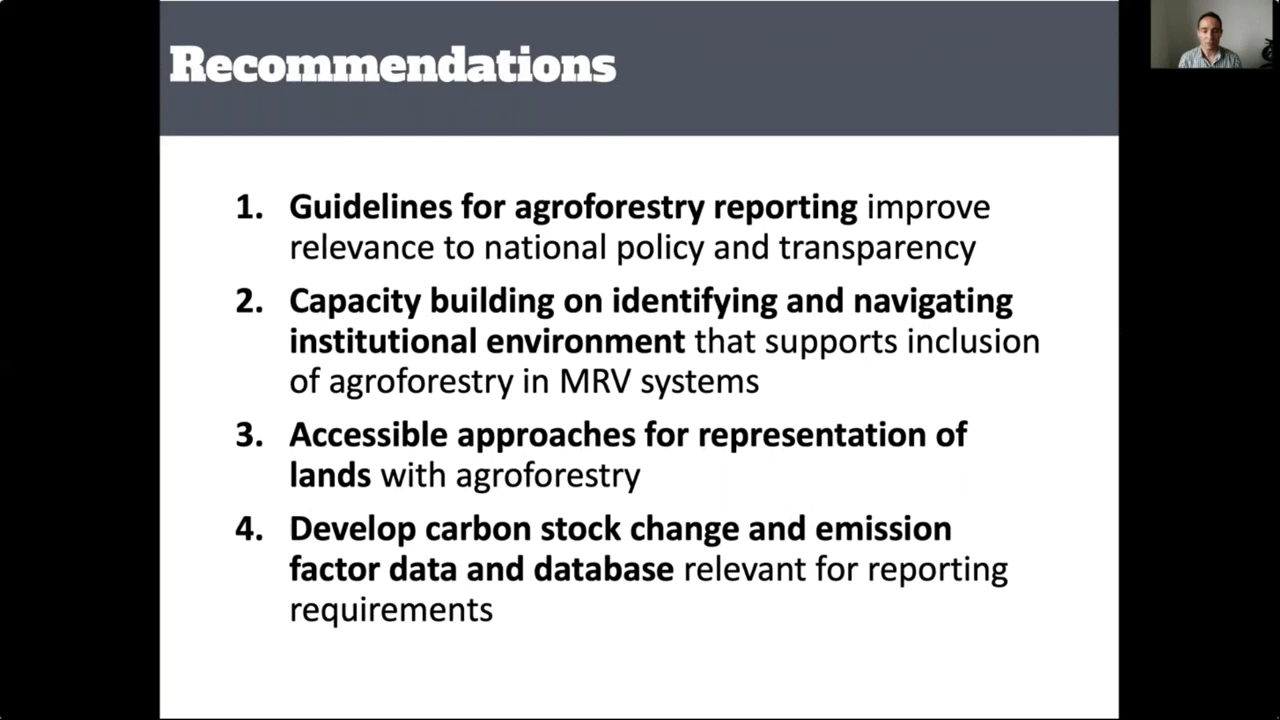 Recommendations
1. Guidelines for agroforestry reporting improve
relevance to national policy and transparency
2. Capacity building on identifying and navigating
institutional environment that supports inclusion
of agroforestry in MRV systems
3. Accessible approaches for representation of
lands with agroforestry
4. Develop carbon stock change and emission
factor data and database relevant for reporting
requirements